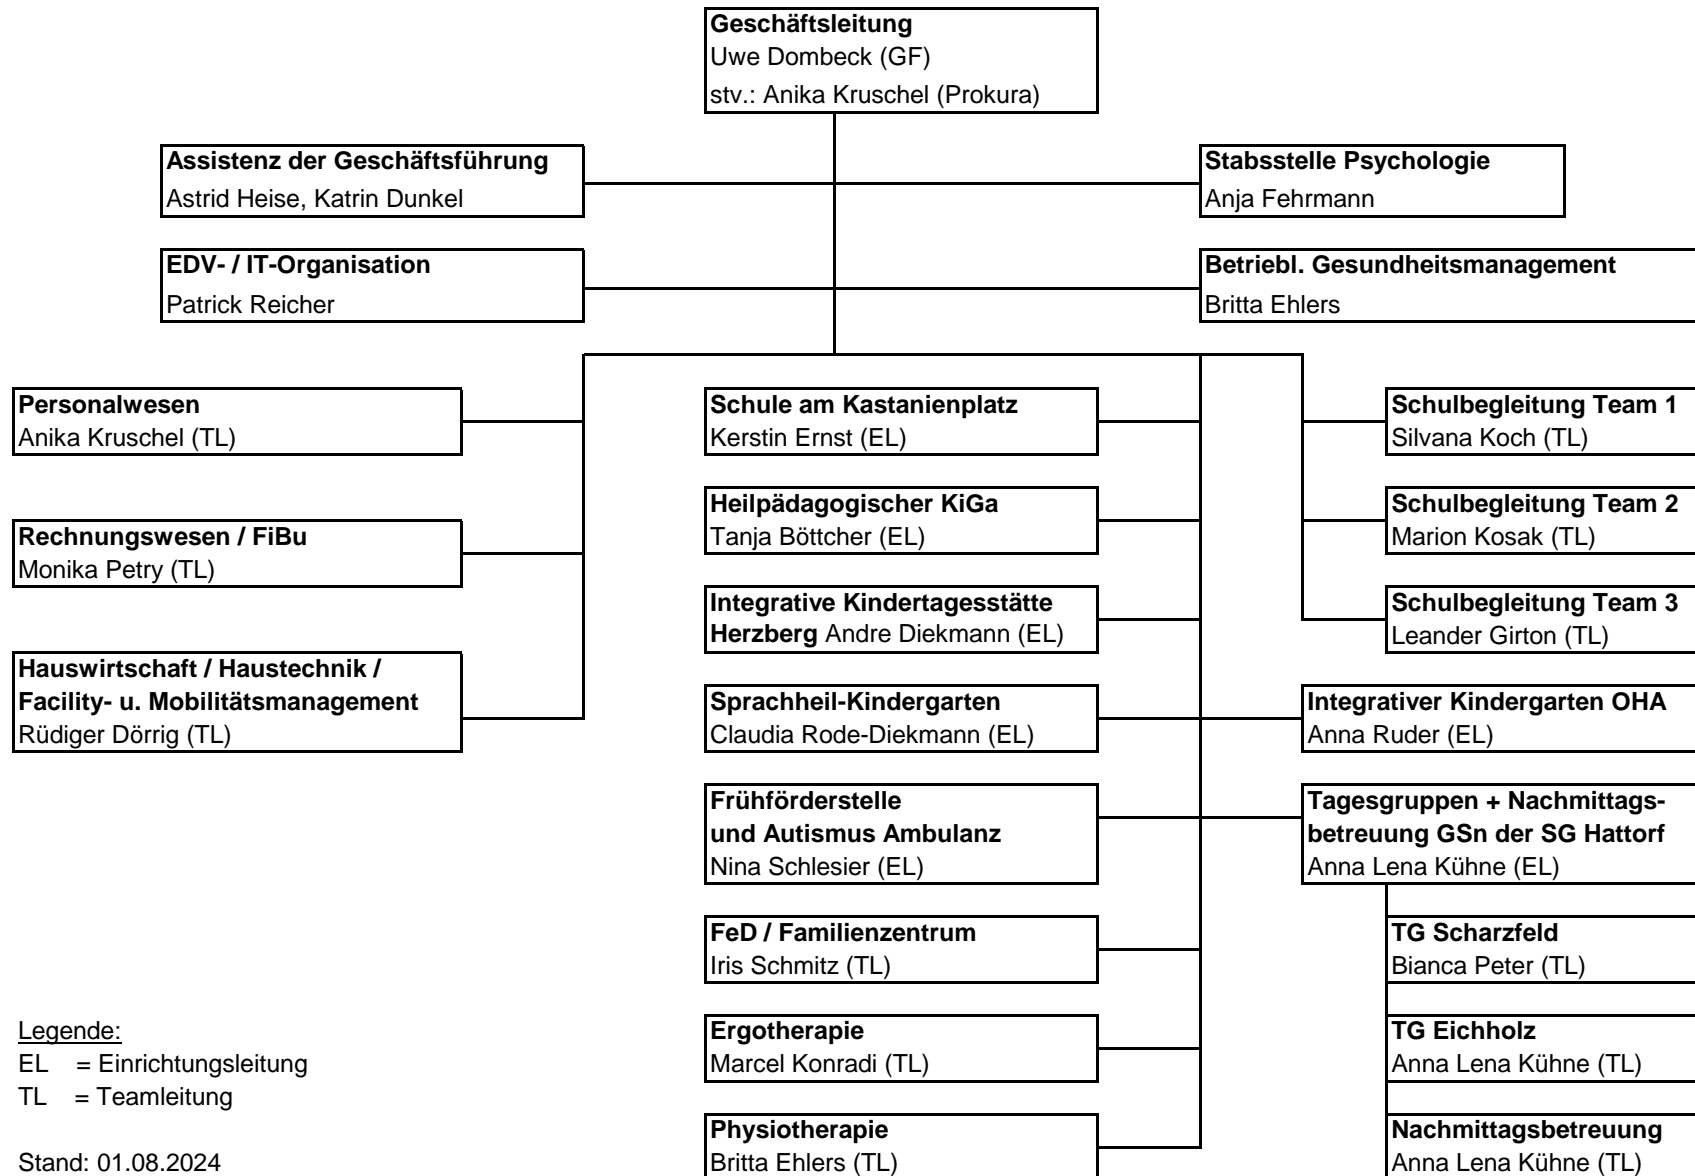 Geschäftsleitung
Uwe Dombeck (GF)
stv.: Anika Kruschel (Prokura)
Assistenz der Geschäftsführung
Astrid Heise, Katrin Dunkel
Stabsstelle Psychologie
Anja Fehrmann
EDV- / IT-Organisation
Patrick Reicher
Betriebl. Gesundheitsmanagement
Britta Ehlers
Personalwesen
Anika Kruschel (TL)
Rechnungswesen / FiBu
Monika Petry (TL)
Hauswirtschaft / Haustechnik /
Facility- u. Mobilitätsmanagement
Rüdiger Dörrig (TL)
Schule am Kastanienplatz
Kerstin Ernst (EL)
Heilpädagogischer KiGa
Tanja Böttcher (EL)
Integrative Kindertagesstätte
Herzberg Andre Diekmann (EL)
Sprachheil-Kindergarten
Claudia Rode-Diekmann (EL)
Frühförderstelle
und Autismus Ambulanz
Nina Schlesier (EL)
FeD / Familienzentrum
Iris Schmitz (TL)
Ergotherapie
Marcel Konradi (TL)
Physiotherapie
Britta Ehlers (TL)
Schulbegleitung Team 1
Silvana Koch (TL)
Schulbegleitung Team 2
Marion Kosak (TL)
Schulbegleitung Team 3
Leander Girton (TL)
Integrativer Kindergarten OHA
Anna Ruder (EL)
Tagesgruppen + Nachmittags-
betreuung GSn der SG Hattorf
Anna Lena Kühne (EL)
TG Scharzfeld
Bianca Peter (TL)
TG Eichholz
Anna Lena Kühne (TL)
Nachmittagsbetreuung
Anna Lena Kühne (TL)
Legende:
EL = Einrichtungsleitung
TL = Teamleitung
Stand: 01.08.2024